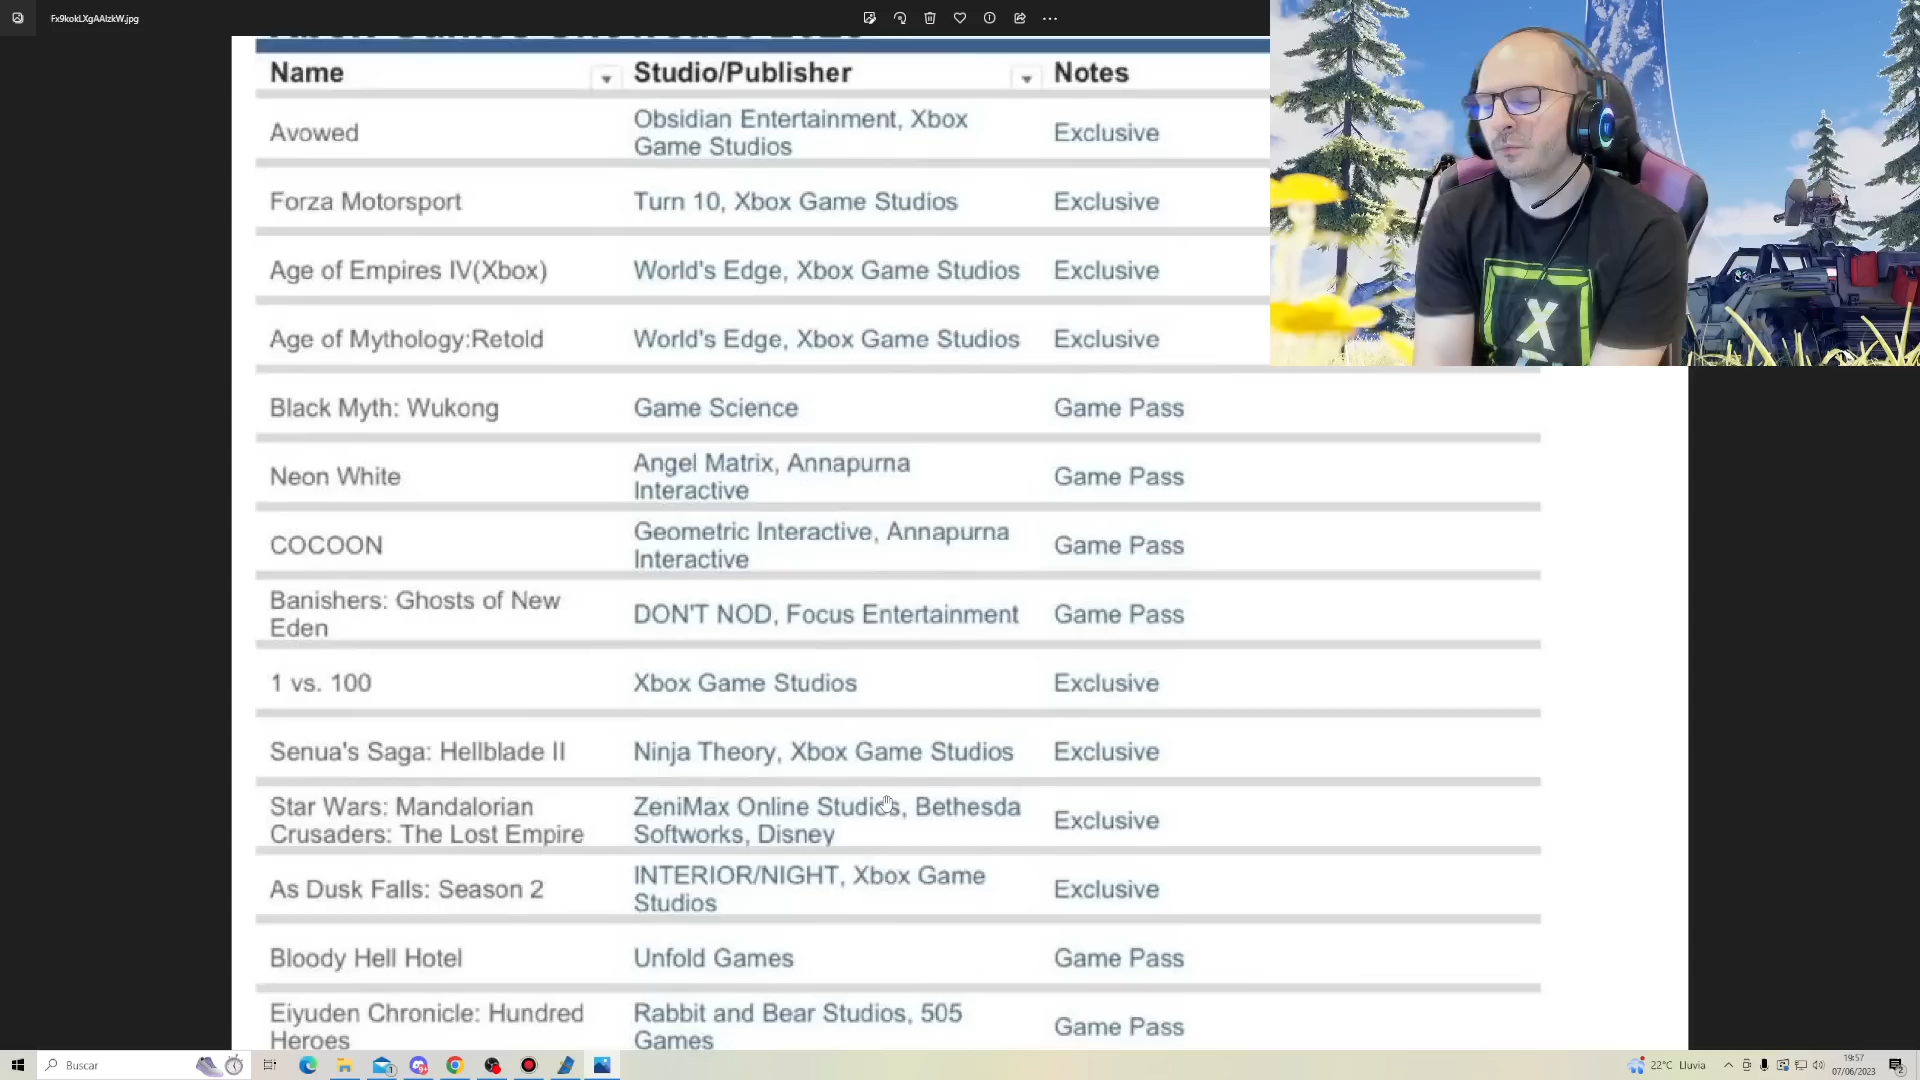 Fx9kokLXgAAlzkW.jpg
Name Studio/Publisher Notes
Avowed
Obsidian Entertainment, Xbox
Game Studios
Exclusive
Forza Motorsport Turn 10, Xbox Game Studios Exclusive
Age of Empires IV(Xbox) World's Edge, Xbox Game Studios Exclusive
Age of Mythology:Retold World's Edge, Xbox Game Studios Exclusive
Black Myth: Wukong Game Science Game Pass
Neon White
Angel Matrix, Annapurna
Interactive
Game Pass
COCOON
Geometric Interactive, Annapurna
Interactive
Game Pass
Banishers: Ghosts of New
Eden
DON'T NOD, Focus Entertainment Game Pass
1 vs. 100 Xbox Game Studios Exclusive
Senua's Saga: Hellblade II Ninja Theory, Xbox Game Studios Exclusive
Star Wars: Mandalorian
Crusaders: The Lost Empire
ZeniMax Online Studios, Bethesda
Softworks, Disney
Exclusive
As Dusk Falls: Season 2
INTERIOR/NIGHT, Xbox Game
Studios
Exclusive
Bloody Hell Hotel Unfold Games Game Pass
Eiyuden Chronicle: Hundred
Heroes
Rabbit and Bear Studios, 505
Games
Game Pass
X
Buscar
22°C Lluvia
19:57
07/06/2023